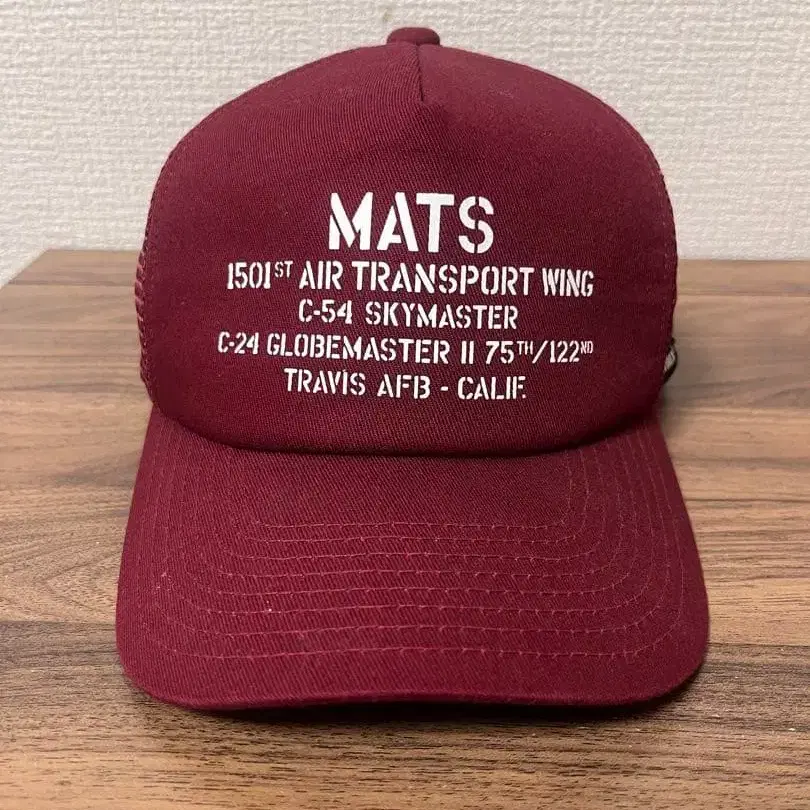 MATS
1501ST AIR TRANSPORT WING
C-54 SKYMASTER
C-24 GLOBEMASTER II 75TH/122ND
TRAVIS AFB - CALIF.